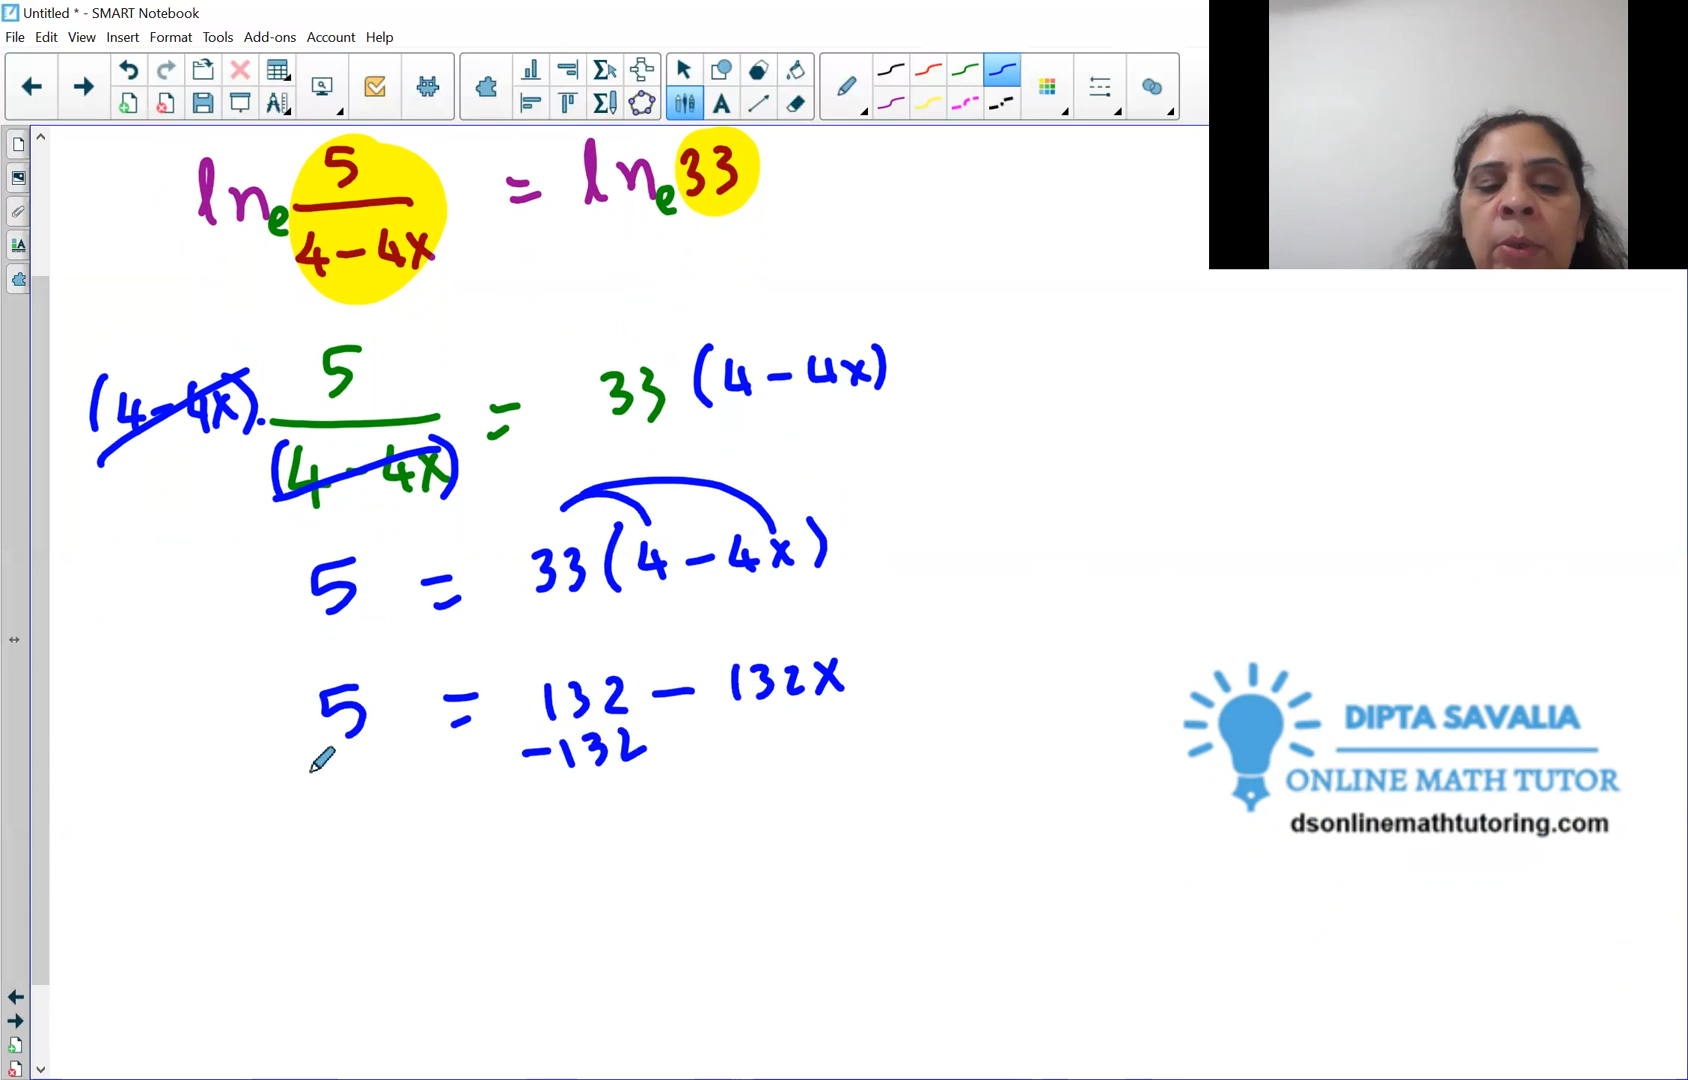 Untitled * - SMART Notebook
File Edit View Insert Format Tools Add-ons Account Help
ln_e 5/(4-4x) = ln_e 33
(4-4x) · 5/(4-4x) = 33 (4-4x)
5 = 33(4-4x)
5 = 132 - 132x
-132
DIPTA SAVALIA
ONLINE MATH TUTOR
dsonlinemathtutoring.com